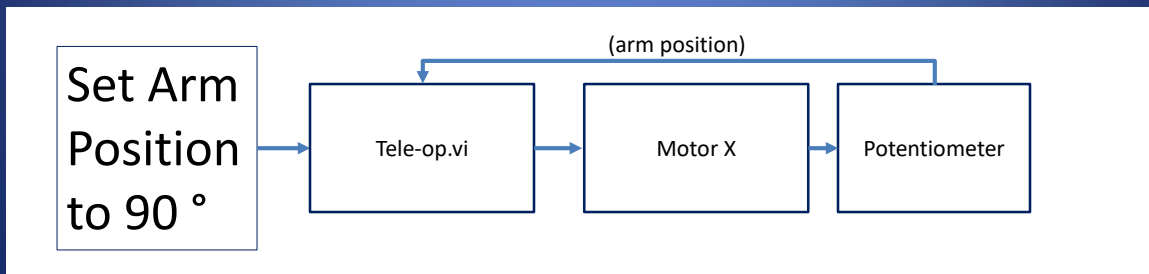 (arm position)
Set Arm
Position
to 90 °
Tele-op.vi
Motor X
Potentiometer